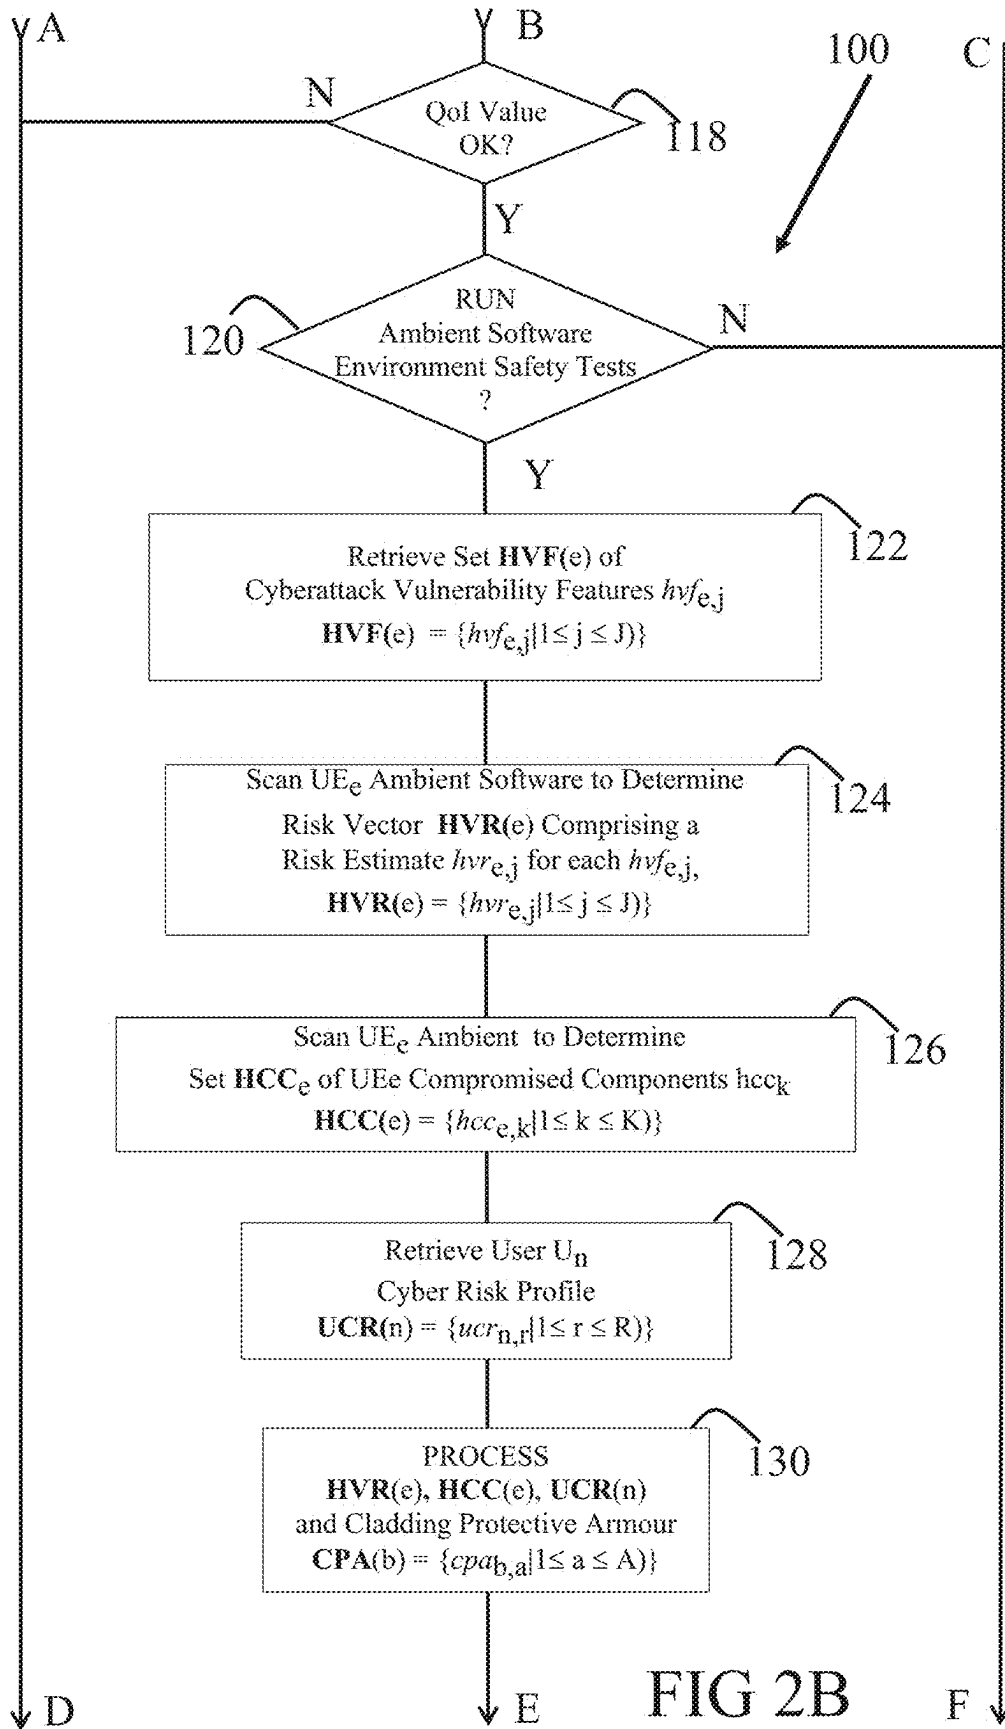 A
B
100
C
N
QoI Value
OK?
118
Y
120
RUN
Ambient Software
Environment Safety Tests
?
N
Y
122
Retrieve Set HVF(e) of
Cyberattack Vulnerability Features hvfe,j
HVF(e) = {hvfe,j|1≤ j ≤ J)}
124
Scan UEe Ambient Software to Determine
Risk Vector HVR(e) Comprising a
Risk Estimate hvre,j for each hvfe,j,
HVR(e) = {hvre,j|1≤ j ≤ J)}
126
Scan UEe Ambient to Determine
Set HCCe of UEe Compromised Components hcck
HCC(e) = {hcce,k|1≤ k ≤ K)}
128
Retrieve User Un
Cyber Risk Profile
UCR(n) = {ucrn,r|1≤ r ≤ R)}
130
PROCESS
HVR(e), HCC(e), UCR(n)
and Cladding Protective Armour
CPA(b) = {cpab,a|1≤ a ≤ A)}
D
E
FIG 2B
F